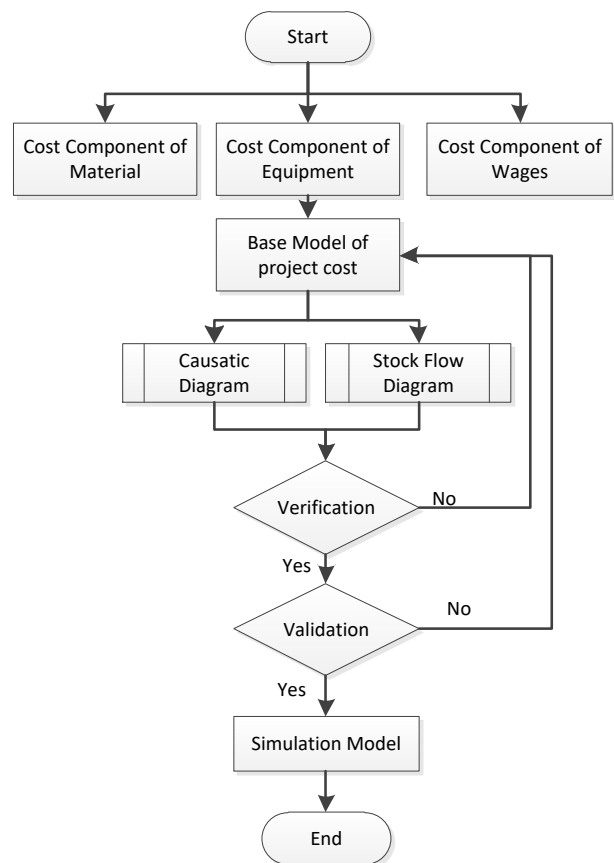 Start
Cost Component of
Material
Cost Component of
Equipment
Cost Component of
Wages
Base Model of
project cost
Causatic
Diagram
Stock Flow
Diagram
Verification
No
Yes
Validation
No
Yes
Simulation Model
End